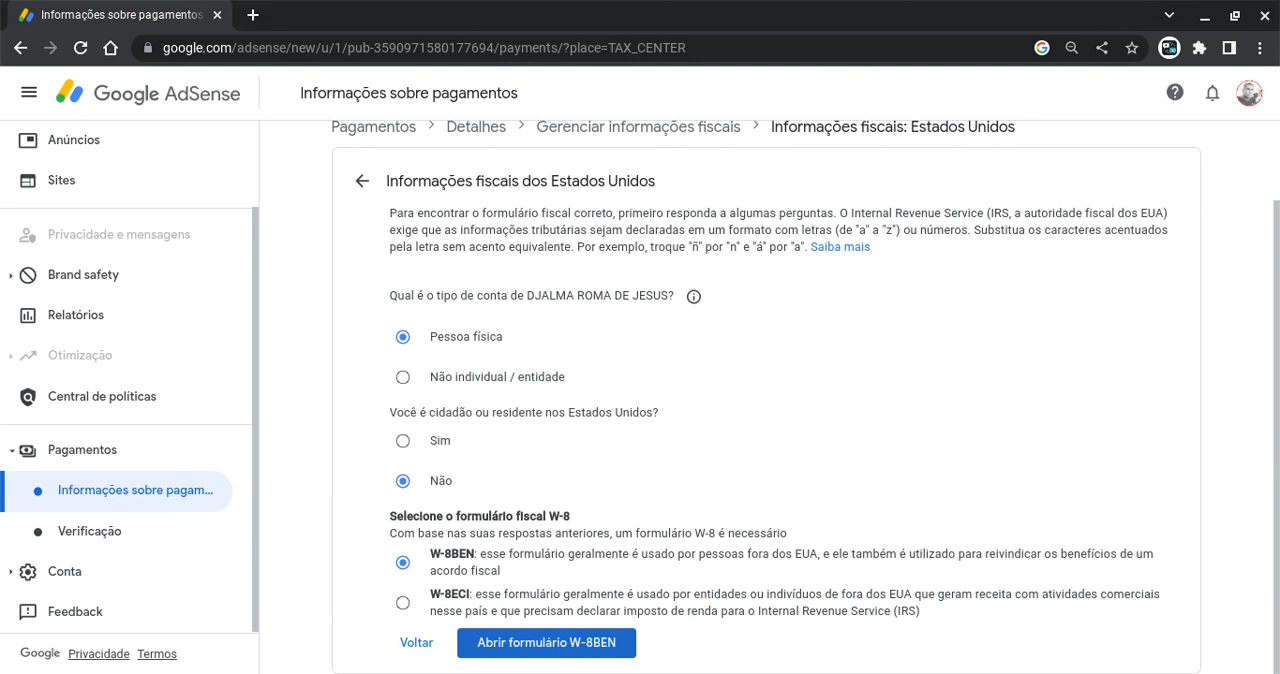 Informações sobre pagamentos
google.com/adsense/new/u/1/pub-3590971580177694/payments/?place=TAX_CENTER
Google AdSense
Informações sobre pagamentos
Anúncios
Sites
Privacidade e mensagens
Brand safety
Relatórios
Otimização
Central de políticas
Pagamentos
Informações sobre pagam...
Verificação
Conta
Feedback
Google Privacidade Termos
Pagamentos > Detalhes > Gerenciar informações fiscais > Informações fiscais: Estados Unidos
Informações fiscais dos Estados Unidos
Para encontrar o formulário fiscal correto, primeiro responda a algumas perguntas. O Internal Revenue Service (IRS, a autoridade fiscal dos EUA)
exige que as informações tributárias sejam declaradas em um formato com letras (de "a" a "z") ou números. Substitua os caracteres acentuados
pela letra sem acento equivalente. Por exemplo, troque "ñ" por "n" e "á" por "a". Saiba mais
Qual é o tipo de conta de DJALMA ROMA DE JESUS?
Pessoa física
Não individual / entidade
Você é cidadão ou residente nos Estados Unidos?
Sim
Não
Selecione o formulário fiscal W-8
Com base nas suas respostas anteriores, um formulário W-8 é necessário
W-8BEN: esse formulário geralmente é usado por pessoas fora dos EUA, e ele também é utilizado para reivindicar os benefícios de um
acordo fiscal
W-8ECI: esse formulário geralmente é usado por entidades ou indivíduos de fora dos EUA que geram receita com atividades comerciais
nesse país e que precisam declarar imposto de renda para o Internal Revenue Service (IRS)
Voltar
Abrir formulário W-8BEN